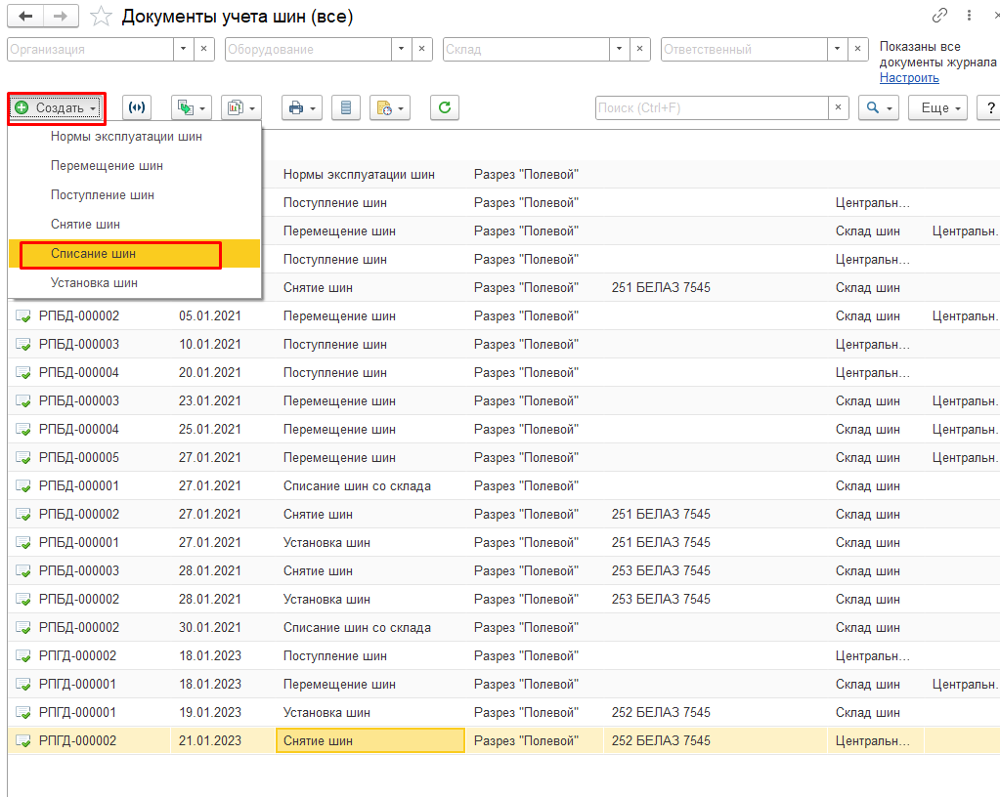 Документы учета шин (все)
Организация
Оборудование
Склад
Ответственный
Показаны все
документы журнала
Настроить
Создать
Поиск (Ctrl+F)
Еще
?
Нормы эксплуатации шин
Перемещение шин
Поступление шин
Снятие шин
Списание шин
Установка шин
Нормы эксплуатации шин Разрез "Полевой"
Поступление шин Разрез "Полевой" Центральн...
Перемещение шин Разрез "Полевой" Склад шин Центральн.
Поступление шин Разрез "Полевой" Центральн...
Снятие шин Разрез "Полевой" 251 БЕЛАЗ 7545 Склад шин
РПБД-000002 05.01.2021 Перемещение шин Разрез "Полевой" Склад шин Центральн.
РПБД-000003 10.01.2021 Поступление шин Разрез "Полевой" Центральн...
РПБД-000004 20.01.2021 Поступление шин Разрез "Полевой" Центральн...
РПБД-000003 23.01.2021 Перемещение шин Разрез "Полевой" Склад шин Центральн.
РПБД-000004 25.01.2021 Перемещение шин Разрез "Полевой" Склад шин Центральн.
РПБД-000005 27.01.2021 Перемещение шин Разрез "Полевой" Склад шин Центральн.
РПБД-000001 27.01.2021 Списание шин со склада Разрез "Полевой" Склад шин
РПБД-000002 27.01.2021 Снятие шин Разрез "Полевой" 251 БЕЛАЗ 7545 Склад шин
РПБД-000001 27.01.2021 Установка шин Разрез "Полевой" 251 БЕЛАЗ 7545 Склад шин
РПБД-000003 28.01.2021 Снятие шин Разрез "Полевой" 253 БЕЛАЗ 7545 Склад шин
РПБД-000002 28.01.2021 Установка шин Разрез "Полевой" 253 БЕЛАЗ 7545 Склад шин
РПБД-000002 30.01.2021 Списание шин со склада Разрез "Полевой" Склад шин
РПГД-000002 18.01.2023 Поступление шин Разрез "Полевой" Центральн...
РПГД-000001 18.01.2023 Перемещение шин Разрез "Полевой" Склад шин Центральн.
РПГД-000001 19.01.2023 Установка шин Разрез "Полевой" 252 БЕЛАЗ 7545 Склад шин
РПГД-000002 21.01.2023 Снятие шин Разрез "Полевой" 252 БЕЛАЗ 7545 Центральн...